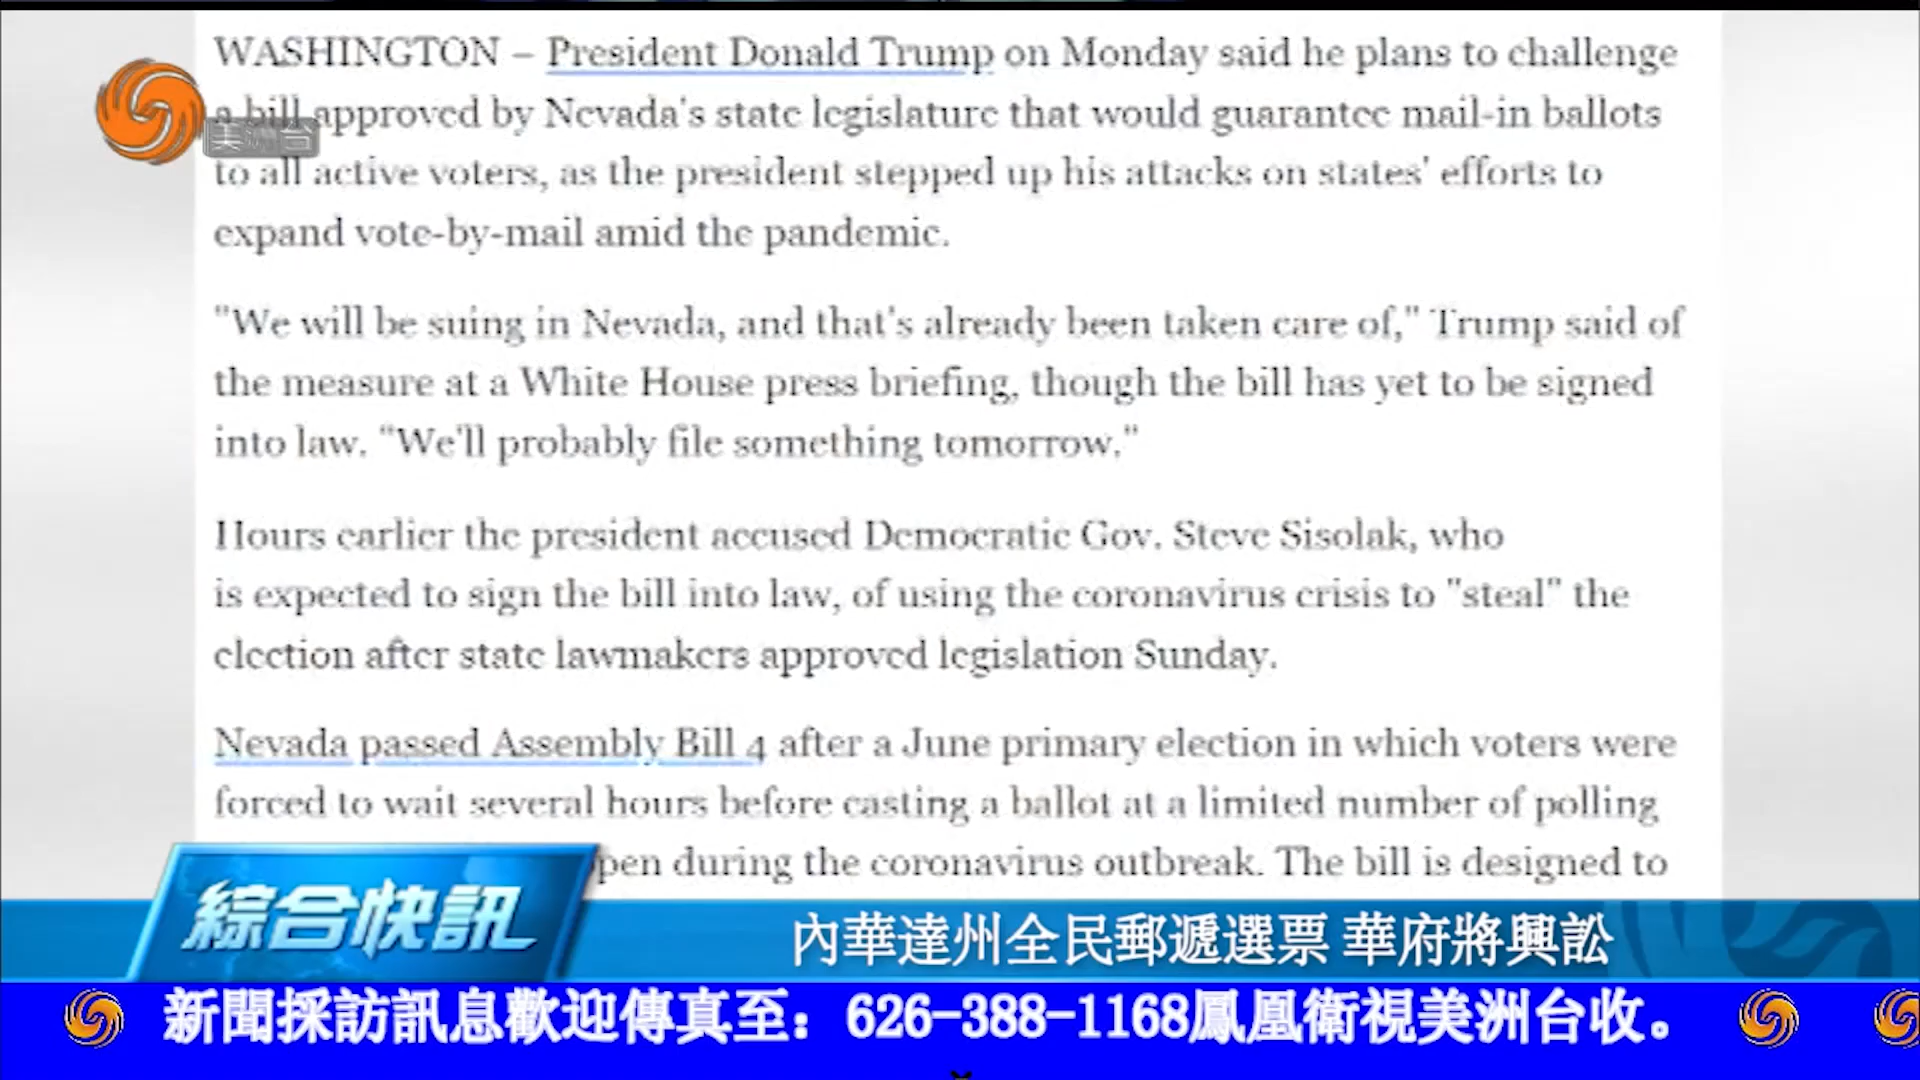 WASHINGTON – President Donald Trump on Monday said he plans to challenge
a bill approved by Nevada's state legislature that would guarantee mail-in ballots
美洲台
to all active voters, as the president stepped up his attacks on states' efforts to
expand vote-by-mail amid the pandemic.
"We will be suing in Nevada, and that's already been taken care of," Trump said of
the measure at a White House press briefing, though the bill has yet to be signed
into law. "We'll probably file something tomorrow."
Hours earlier the president accused Democratic Gov. Steve Sisolak, who
is expected to sign the bill into law, of using the coronavirus crisis to "steal" the
election after state lawmakers approved legislation Sunday.
Nevada passed Assembly Bill 4 after a June primary election in which voters were
forced to wait several hours before casting a ballot at a limited number of polling
pen during the coronavirus outbreak. The bill is designed to
綜合快訊
內華達州全民郵遞選票 華府將興訟
新聞採訪訊息歡迎傳真至：626-388-1168鳳凰衛視美洲台收。